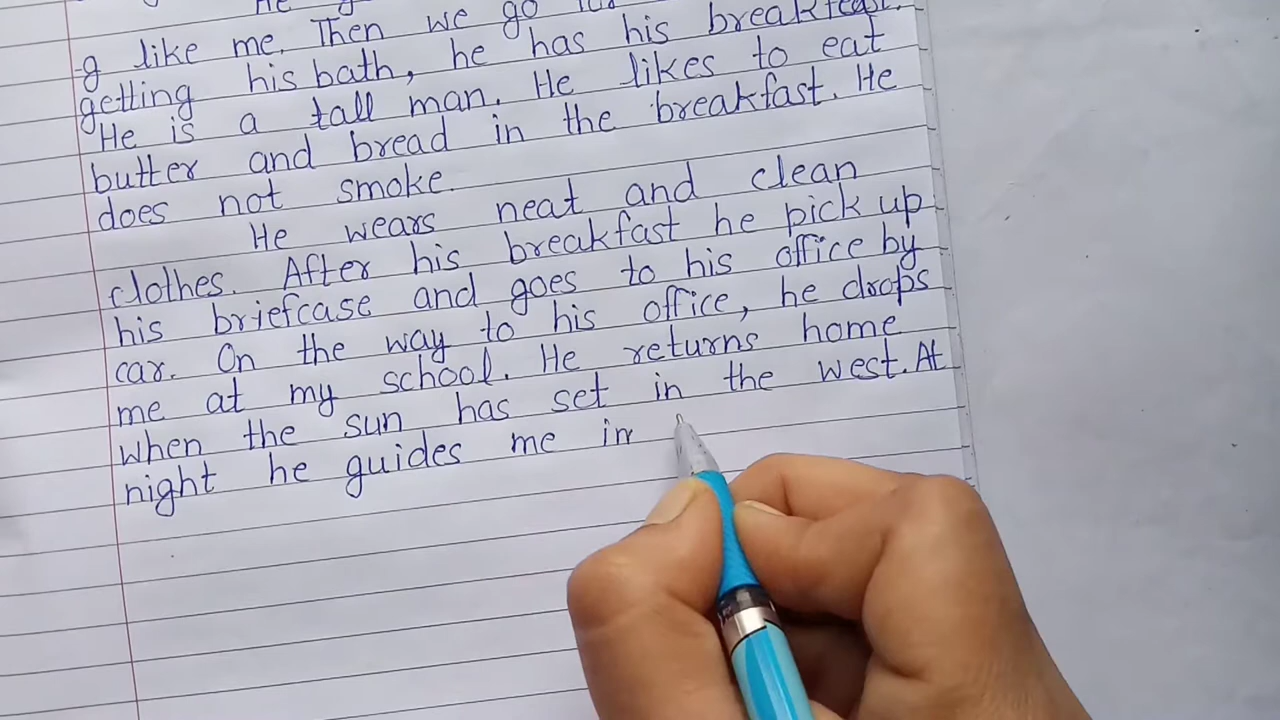 g like me. Then we go
getting his bath, he has his breakfast.
He is a tall man. He likes to eat
butter and bread in the breakfast. He
does not smoke.
He wears neat and clean
clothes. After his breakfast he pick up
his briefcase and goes to his office by
car. On the way to his office, he drops
me at my school. He returns home
when the sun has set in the west. At
night he guides me in